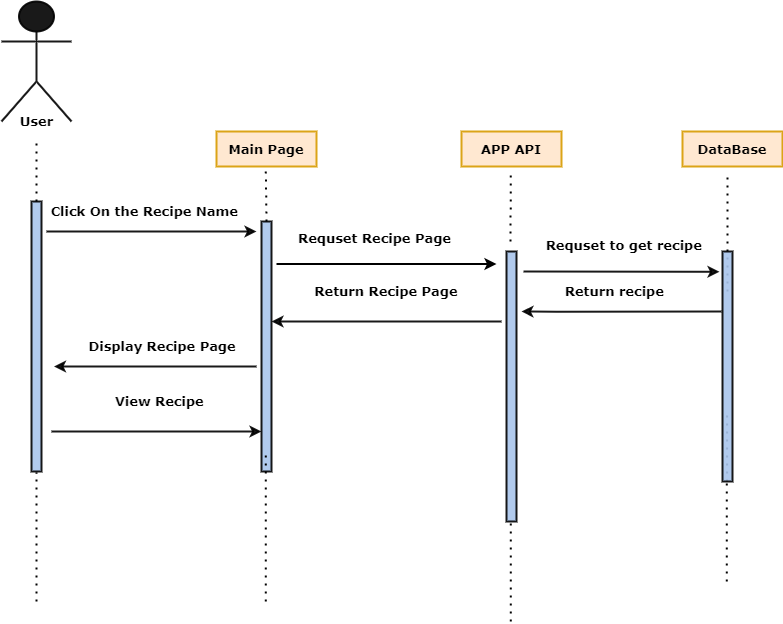 User
Main Page
APP API
DataBase
Click On the Recipe Name
Requset Recipe Page
Requset to get recipe
Return Recipe Page
Return recipe
Display Recipe Page
View Recipe